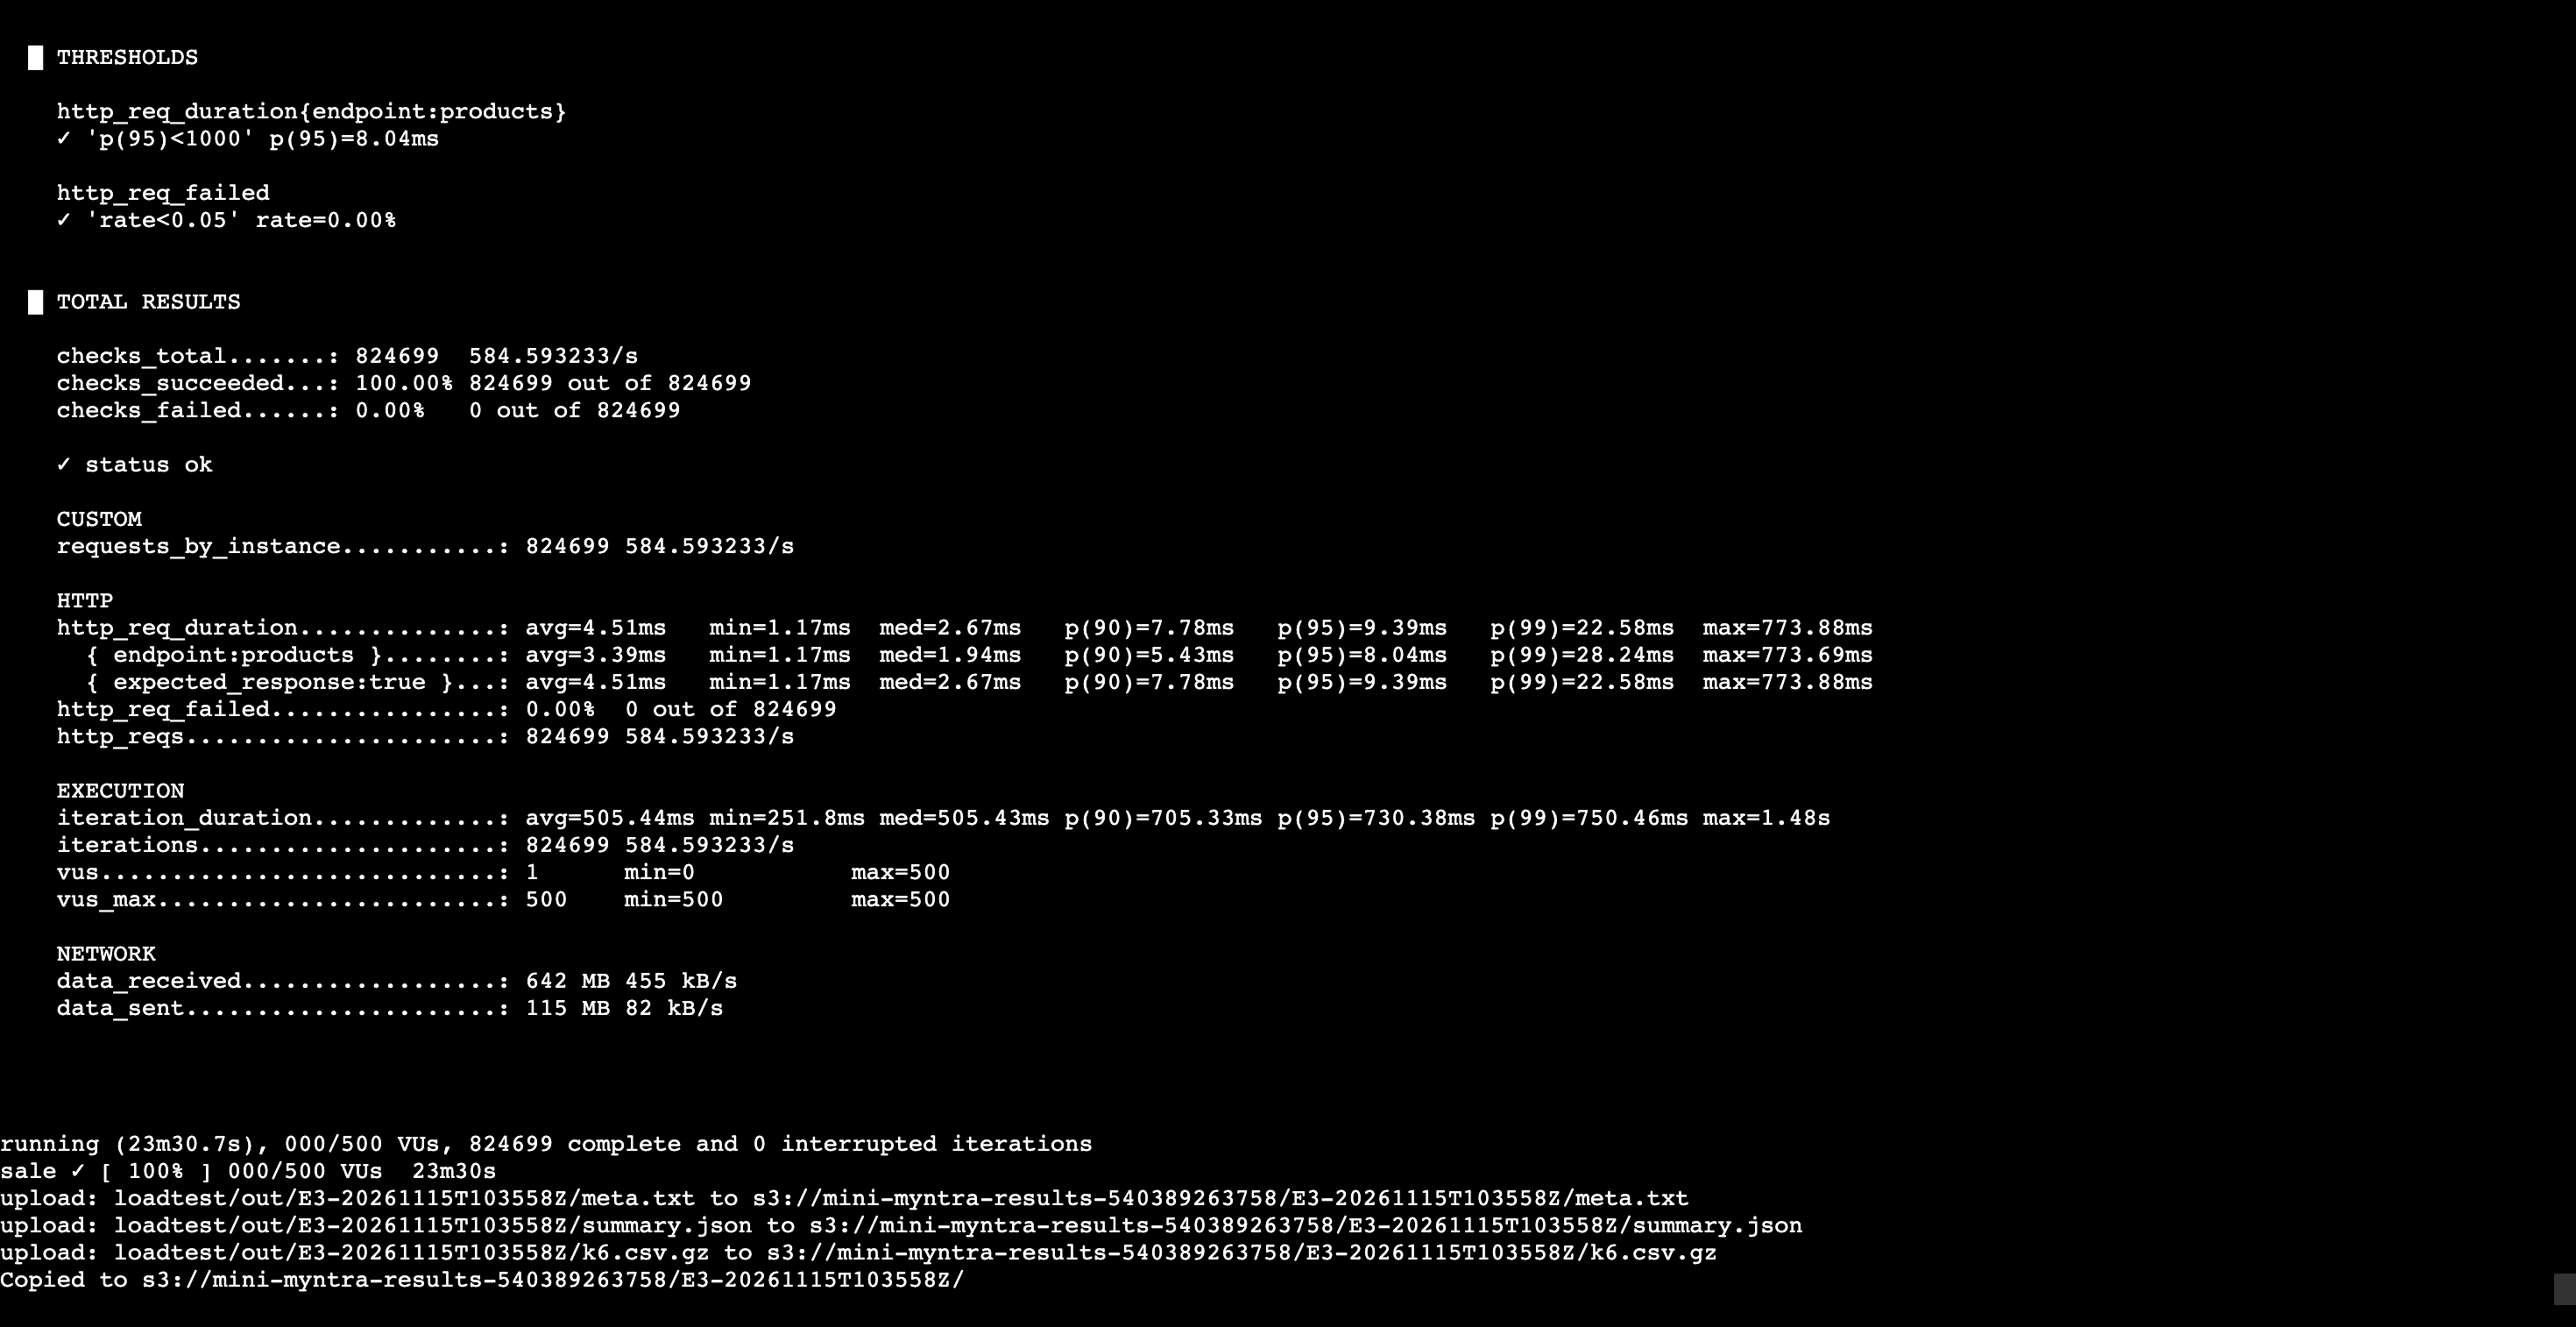 █ THRESHOLDS
http_req_duration{endpoint:products}
✓ 'p(95)<1000' p(95)=8.04ms
http_req_failed
✓ 'rate<0.05' rate=0.00%
█ TOTAL RESULTS
checks_total.......: 824699  584.593233/s
checks_succeeded...: 100.00% 824699 out of 824699
checks_failed......: 0.00%   0 out of 824699
✓ status ok
CUSTOM
requests_by_instance...........: 824699 584.593233/s
HTTP
http_req_duration..............: avg=4.51ms   min=1.17ms  med=2.67ms   p(90)=7.78ms   p(95)=9.39ms   p(99)=22.58ms  max=773.88ms
{ endpoint:products }........: avg=3.39ms   min=1.17ms  med=1.94ms   p(90)=5.43ms   p(95)=8.04ms   p(99)=28.24ms  max=773.69ms
{ expected_response:true }...: avg=4.51ms   min=1.17ms  med=2.67ms   p(90)=7.78ms   p(95)=9.39ms   p(99)=22.58ms  max=773.88ms
http_req_failed................: 0.00%  0 out of 824699
http_reqs......................: 824699 584.593233/s
EXECUTION
iteration_duration.............: avg=505.44ms min=251.8ms med=505.43ms p(90)=705.33ms p(95)=730.38ms p(99)=750.46ms max=1.48s
iterations.....................: 824699 584.593233/s
vus............................: 1      min=0           max=500
vus_max........................: 500    min=500         max=500
NETWORK
data_received..................: 642 MB 455 kB/s
data_sent......................: 115 MB 82 kB/s
running (23m30.7s), 000/500 VUs, 824699 complete and 0 interrupted iterations
sale ✓ [ 100% ] 000/500 VUs  23m30s
upload: loadtest/out/E3-20261115T103558Z/meta.txt to s3://mini-myntra-results-540389263758/E3-20261115T103558Z/meta.txt
upload: loadtest/out/E3-20261115T103558Z/summary.json to s3://mini-myntra-results-540389263758/E3-20261115T103558Z/summary.json
upload: loadtest/out/E3-20261115T103558Z/k6.csv.gz to s3://mini-myntra-results-540389263758/E3-20261115T103558Z/k6.csv.gz
Copied to s3://mini-myntra-results-540389263758/E3-20261115T103558Z/